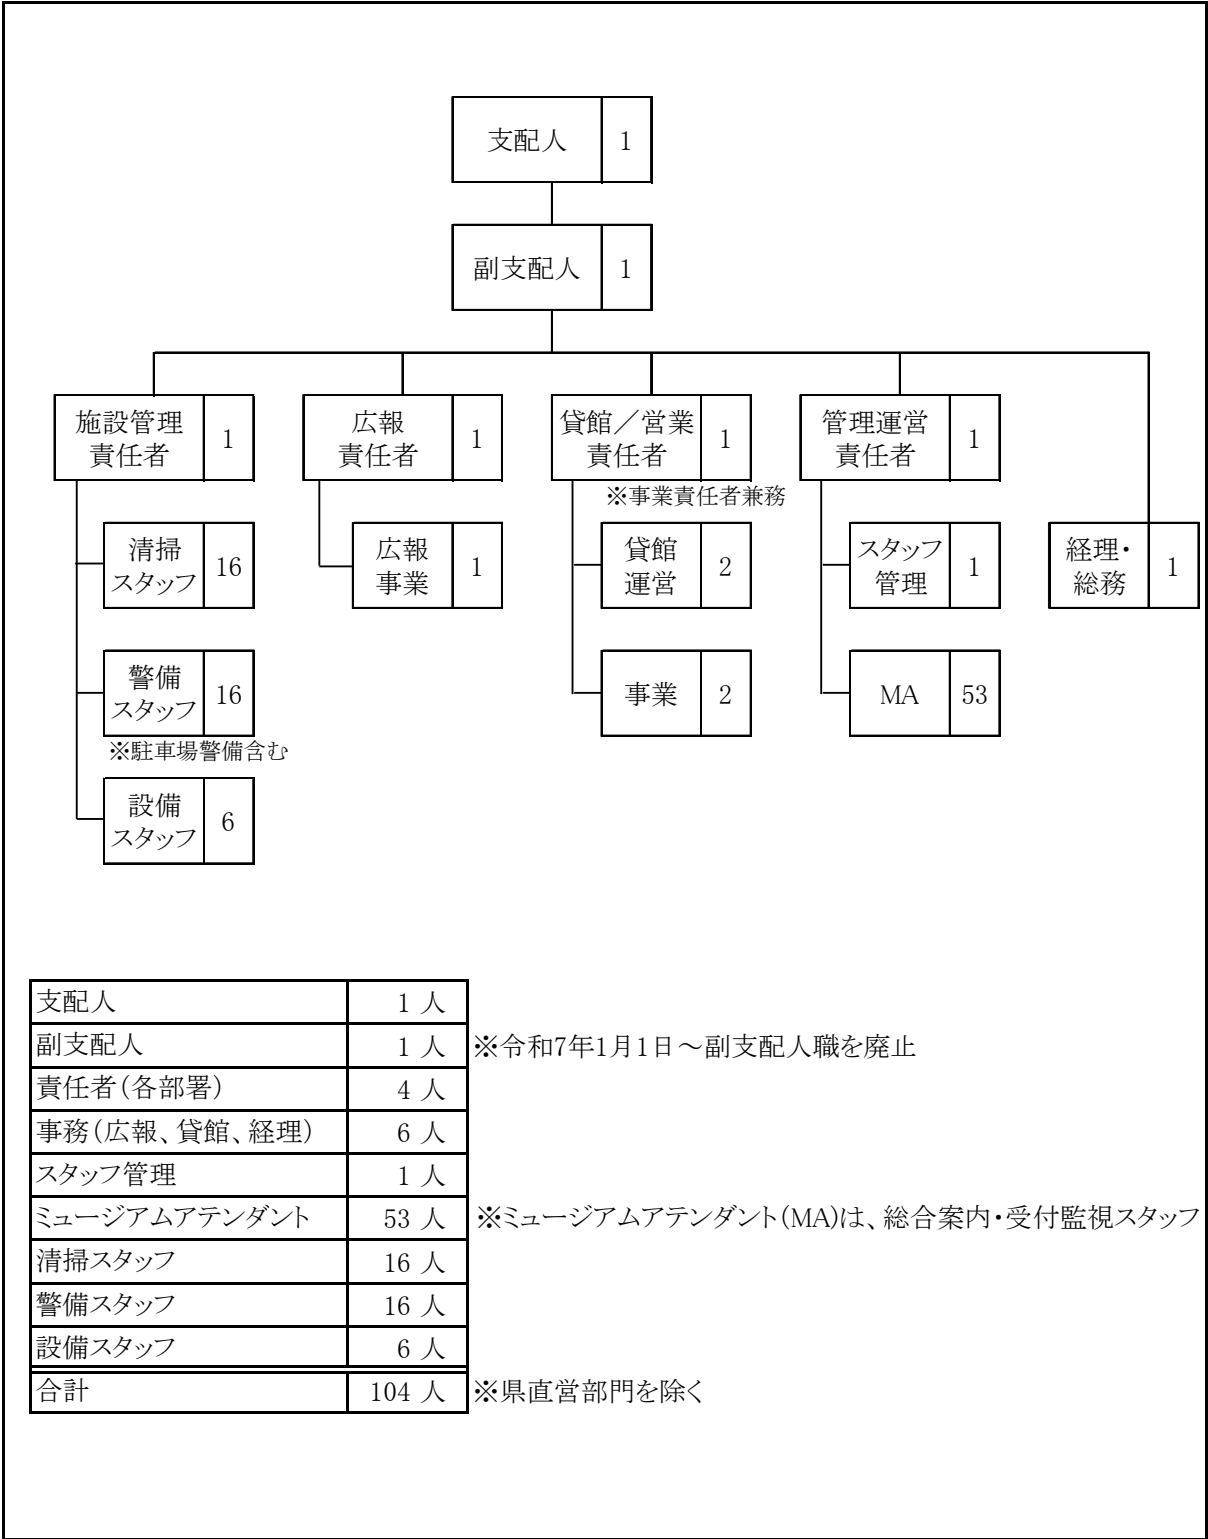 支配人 1
副支配人 1
施設管理 広報 貸館／営業 管理運営
責任者 1 責任者 1 責任者 1 責任者 1
※事業責任者兼務
清掃 広報 貸館 スタッフ 経理・
スタッフ 16 事業 1 運営 2 管理 1 総務 1
警備
スタッフ 16 事業 2 MA 53
※駐車場警備含む
設備
スタッフ 6
支配人 1 人
副支配人 1 人 ※令和7年1月1日～副支配人職を廃止
責任者（各部署） 4 人
事務（広報、貸館、経理） 6 人
スタッフ管理 1 人
ミュージアムアテンダント 53 人 ※ミュージアムアテンダント（MA)は、総合案内・受付監視スタッフ
清掃スタッフ 16 人
警備スタッフ 16 人
設備スタッフ 6 人
合計 104 人 ※県直営部門を除く